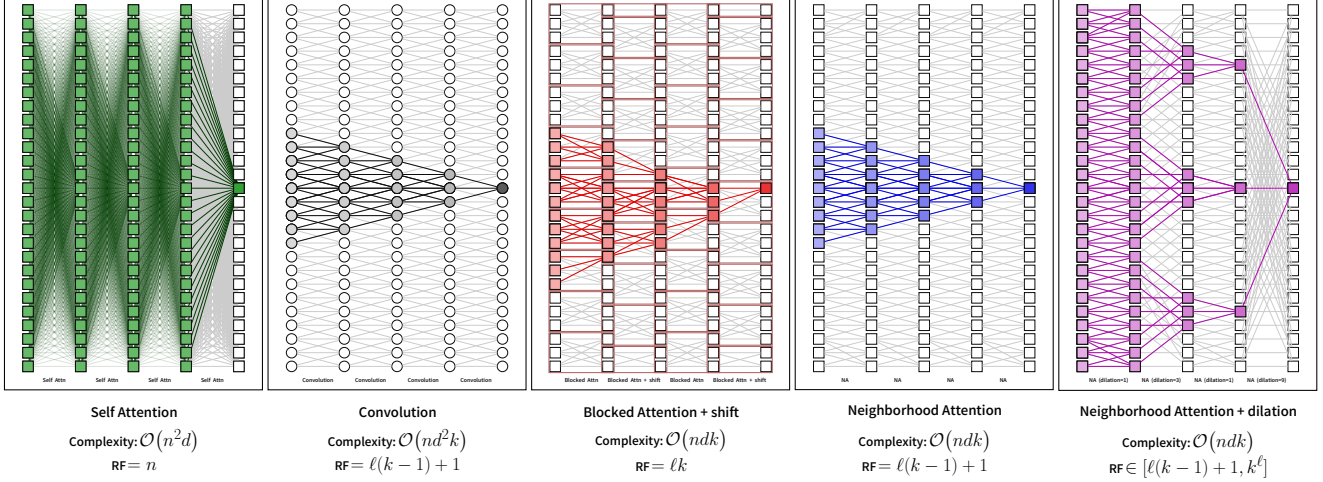 Self Attn Self Attn Self Attn Self Attn
Convolution Convolution Convolution Convolution
Blocked Attn Blocked Attn + shift Blocked Attn Blocked Attn + shift
NA NA NA NA
NA (dilation=1) NA (dilation=3) NA (dilation=1) NA (dilation=9)
Self Attention
Complexity: 𝒪(n²d)
RF = n
Convolution
Complexity: 𝒪(nd²k)
RF = ℓ(k − 1) + 1
Blocked Attention + shift
Complexity: 𝒪(ndk)
RF = ℓk
Neighborhood Attention
Complexity: 𝒪(ndk)
RF = ℓ(k − 1) + 1
Neighborhood Attention + dilation
Complexity: 𝒪(ndk)
RF ∈ [ℓ(k − 1) + 1, k^ℓ]